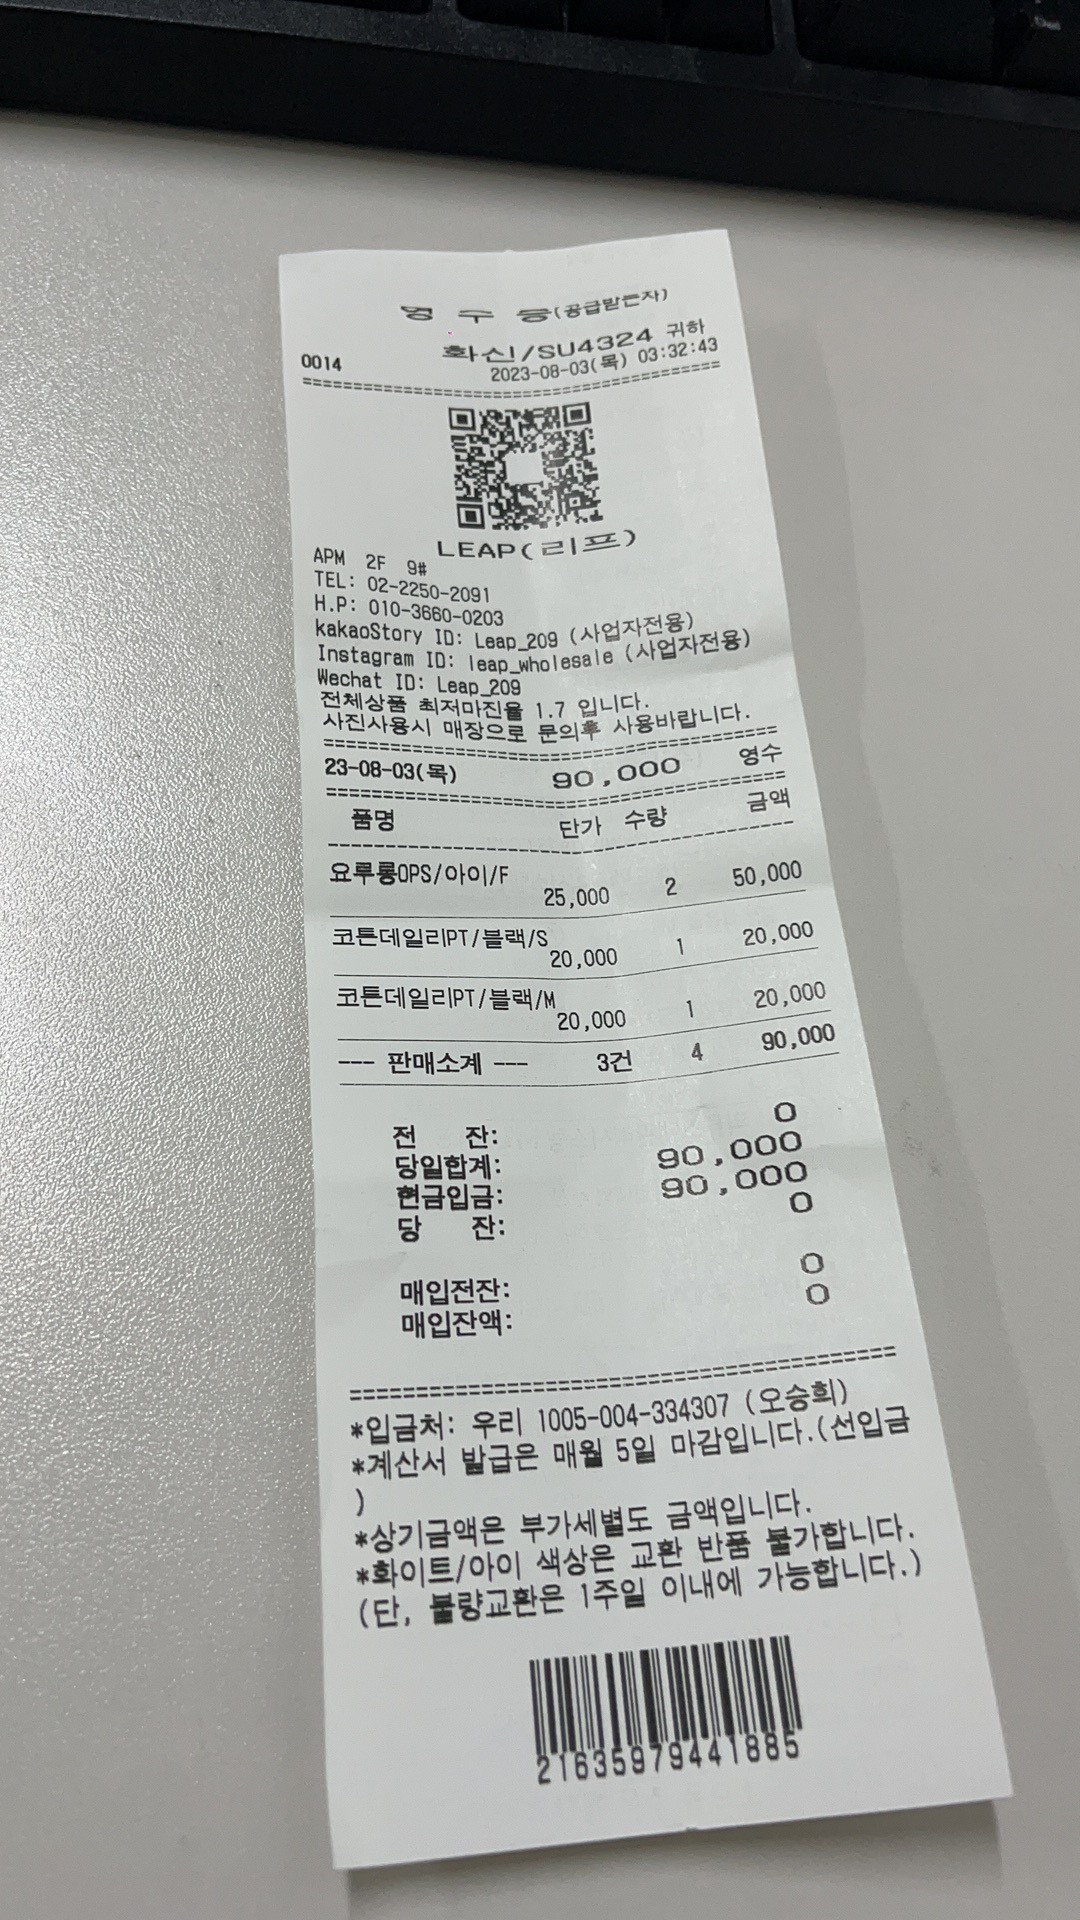 영 수 증(공급받는자)
화신/SU4324 귀하
0014 2023-08-03(목) 03:32:43
LEAP(리프)
APM 2F 9#
TEL: 02-2250-2091
H.P: 010-3660-0203
kakaoStory ID: Leap_209 (사업자전용)
Instagram ID: leap_wholesale (사업자전용)
Wechat ID: Leap_209
전체상품 최저마진율 1.7 입니다.
사진사용시 매장으로 문의후 사용바랍니다.
23-08-03(목) 90,000 영수
품명 단가 수량 금액
요루롱OPS/아이/F
25,000 2 50,000
코튼데일리PT/블랙/S
20,000 1 20,000
코튼데일리PT/블랙/M
20,000 1 20,000
--- 판매소계 --- 3건 4 90,000
전 잔: 0
당일합계: 90,000
현금입금: 90,000
당 잔: 0
매입전잔: 0
매입잔액: 0
*입금처: 우리 1005-004-334307 (오승희)
*계산서 발급은 매월 5일 마감입니다.(선입금
)
*상기금액은 부가세별도 금액입니다.
*화이트/아이 색상은 교환 반품 불가합니다.
(단, 불량교환은 1주일 이내에 가능합니다.)
21635979441885